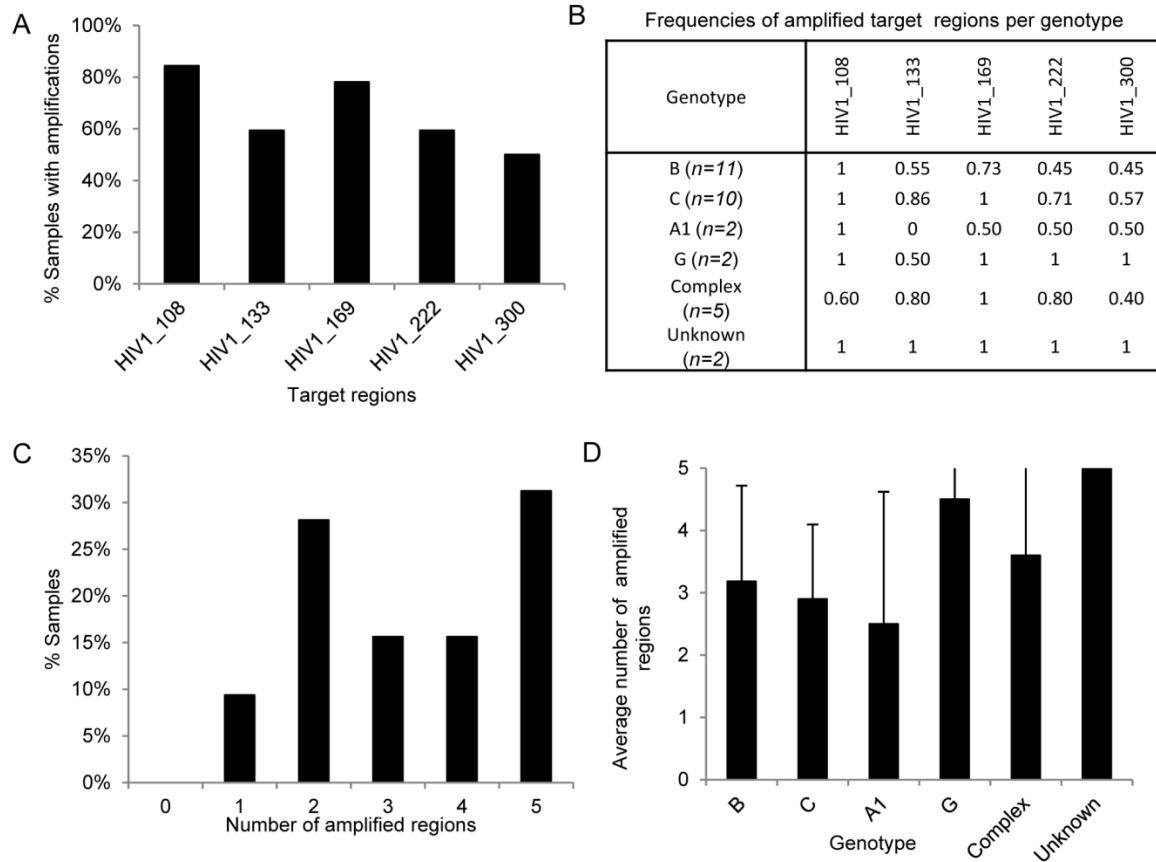 A
% Samples with amplifications
100%
80%
60%
40%
20%
0%
HIV1_108
HIV1_133
HIV1_169
HIV1_222
HIV1_300
Target regions
B
Frequencies of amplified target regions per genotype
Genotype HIV1_108 HIV1_133 HIV1_169 HIV1_222 HIV1_300
B (n=11) 1 0.55 0.73 0.45 0.45
C (n=10) 1 0.86 1 0.71 0.57
A1 (n=2) 1 0 0.50 0.50 0.50
G (n=2) 1 0.50 1 1 1
Complex
(n=5) 0.60 0.80 1 0.80 0.40
Unknown
(n=2) 1 1 1 1 1
C
% Samples
35%
30%
25%
20%
15%
10%
5%
0%
0 1 2 3 4 5
Number of amplified regions
D
Average number of amplified
regions
5
4
3
2
1
0
B
C
A1
G
Complex
Unknown
Genotype